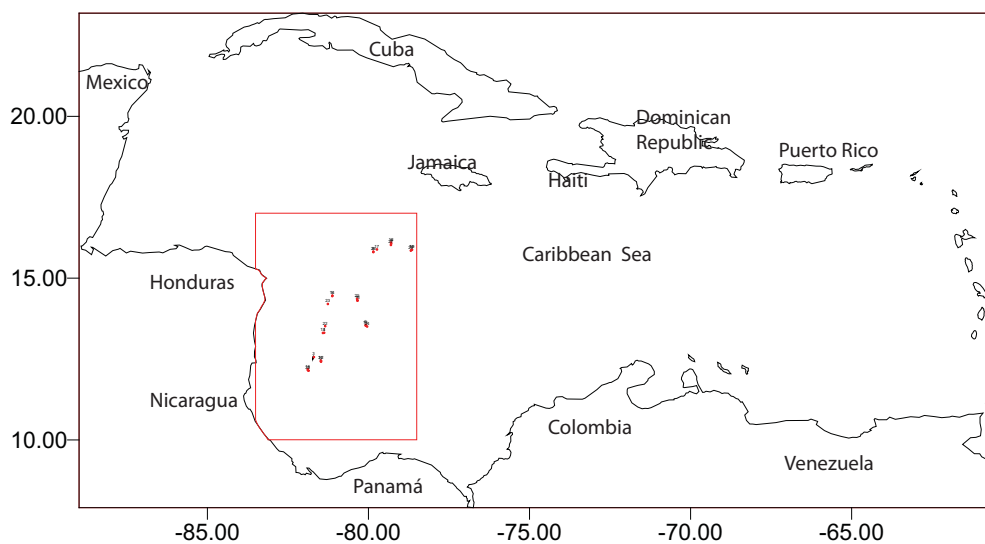 Cuba
Mexico
20.00
Dominican
Republic
Puerto Rico
Jamaica
Haiti
Caribbean Sea
15.00
Honduras
Nicaragua
Colombia
10.00
Venezuela
Panamá
-85.00
-80.00
-75.00
-70.00
-65.00